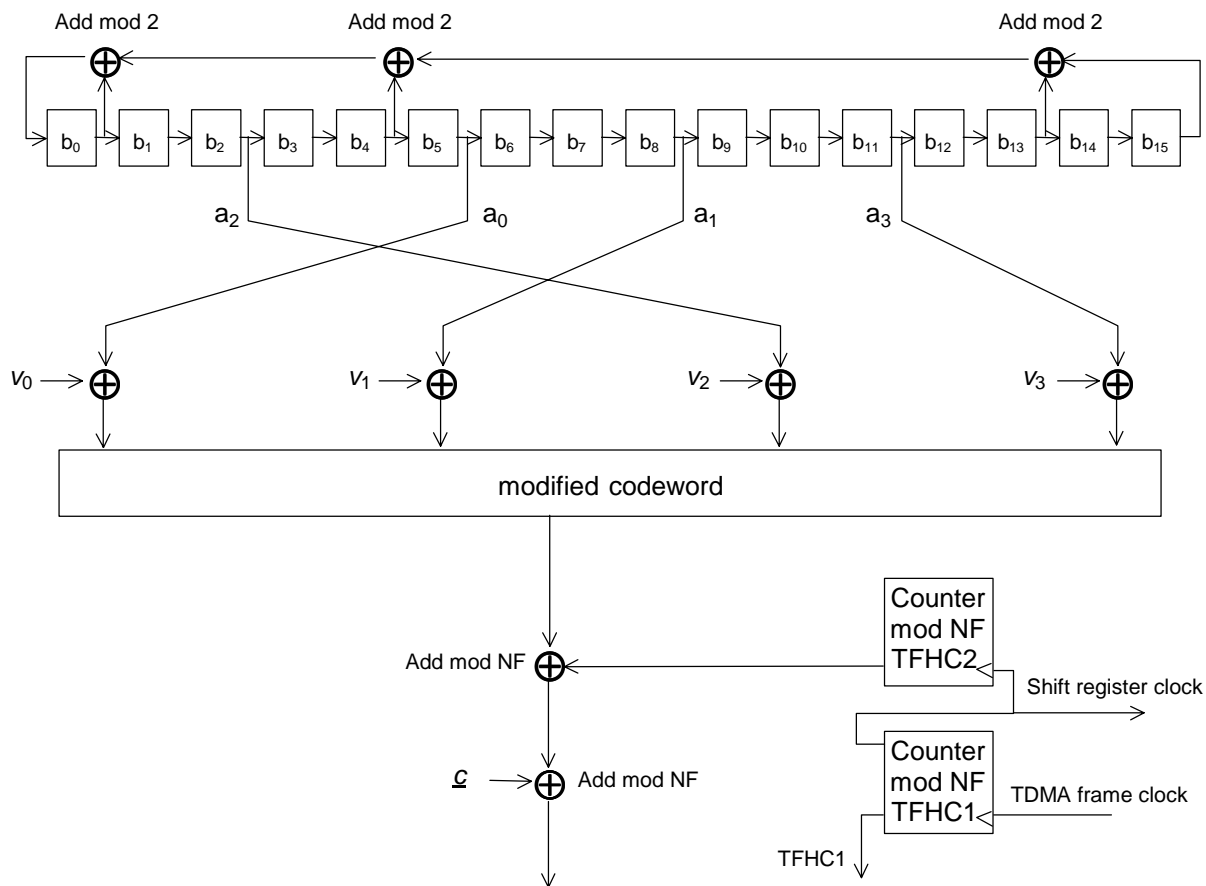 Add mod 2 Add mod 2 Add mod 2
b₀ b₁ b₂ b₃ b₄ b₅ b₆ b₇ b₈ b₉ b₁₀ b₁₁ b₁₂ b₁₃ b₁₄ b₁₅
a₂ a₀ a₁ a₃
v₀ v₁ v₂ v₃
modified codeword
Counter
mod NF
TFHC2
Add mod NF
Shift register clock
Counter
mod NF
TFHC1
c Add mod NF
TDMA frame clock
TFHC1